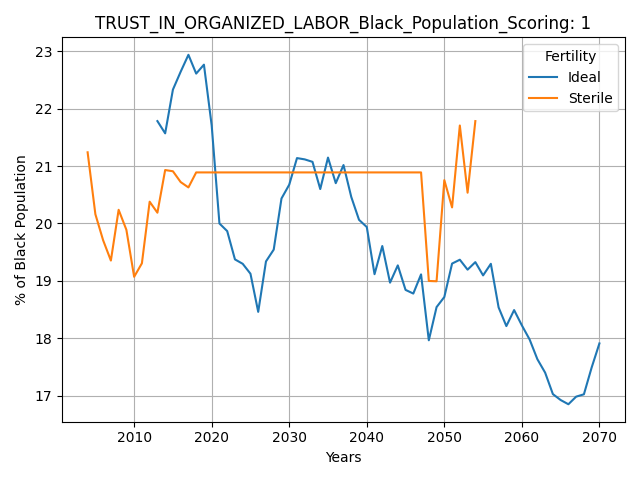 TRUST_IN_ORGANIZED_LABOR_Black_Population_Scoring: 1
Fertility
Ideal
Sterile
% of Black Population
23
22
21
20
19
18
17
2010 2020 2030 2040 2050 2060 2070
Years